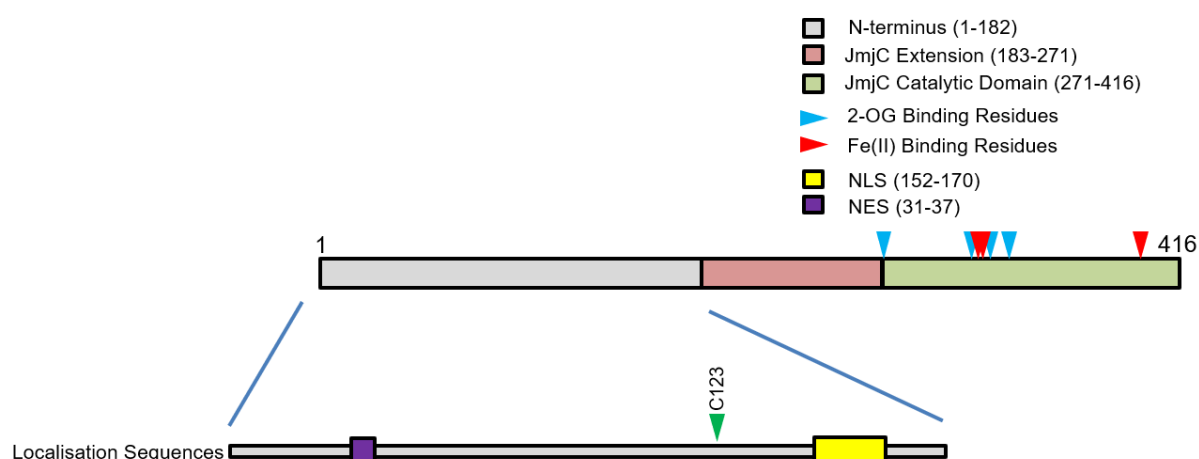 N-terminus (1-182)
JmjC Extension (183-271)
JmjC Catalytic Domain (271-416)
2-OG Binding Residues
Fe(II) Binding Residues
NLS (152-170)
NES (31-37)
1
416
C123
Localisation Sequences